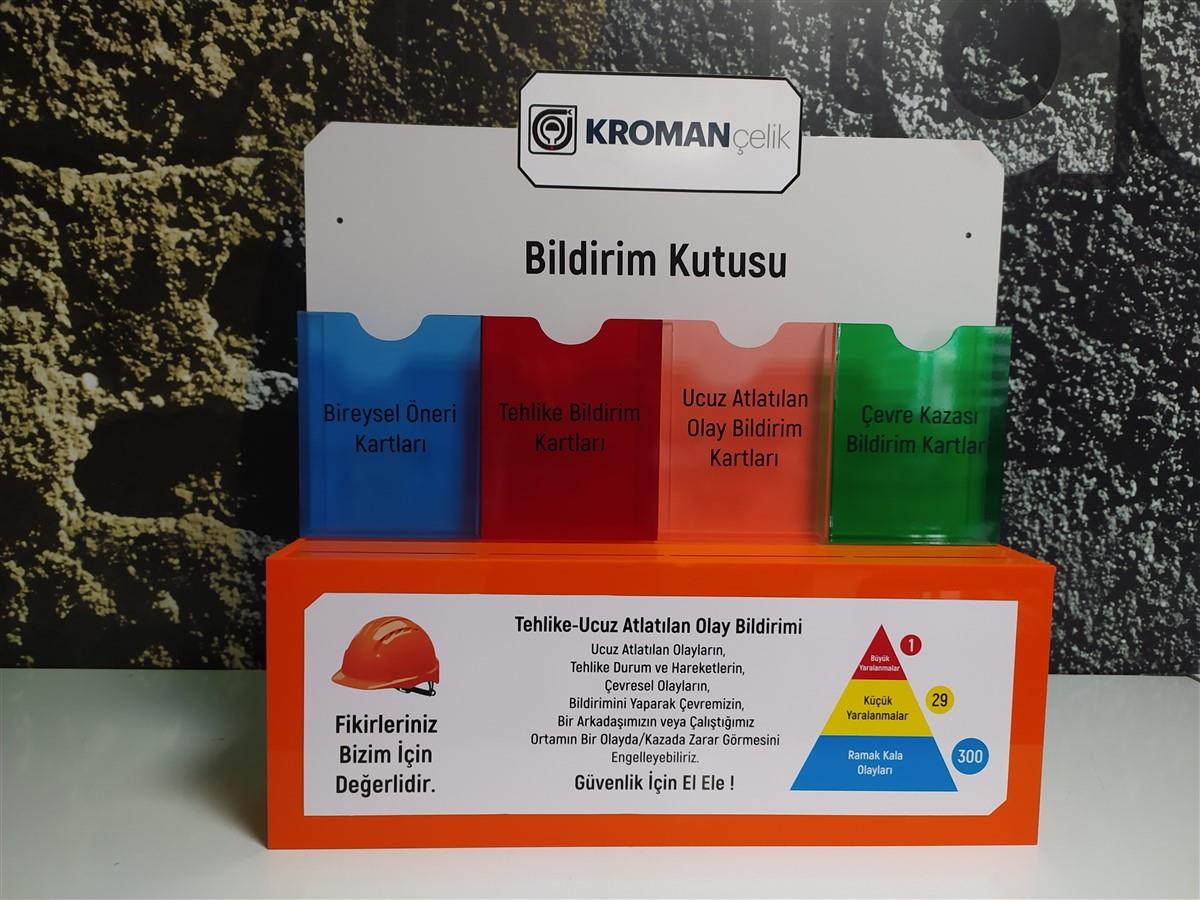 KROMANçelik
Bildirim Kutusu
Bireysel Öneri
Kartları
Tehlike Bildirim
Kartları
Ucuz Atlatılan
Olay Bildirim
Kartları
Çevre Kazası
Bildirim Kartlar
Fikirleriniz
Bizim İçin
Değerlidir.
Tehlike-Ucuz Atlatılan Olay Bildirimi
Ucuz Atlatılan Olayların,
Tehlike Durum ve Hareketlerin,
Çevresel Olayların,
Bildirimini Yaparak Çevremizin,
Bir Arkadaşımızın veya Çalıştığımız
Ortamın Bir Olayda/Kazada Zarar Görmesini
Engelleyebiliriz.
Güvenlik İçin El Ele !
Büyük
Yaralanmalar
1
Küçük
Yaralanmalar
29
Ramak Kala
Olayları
300